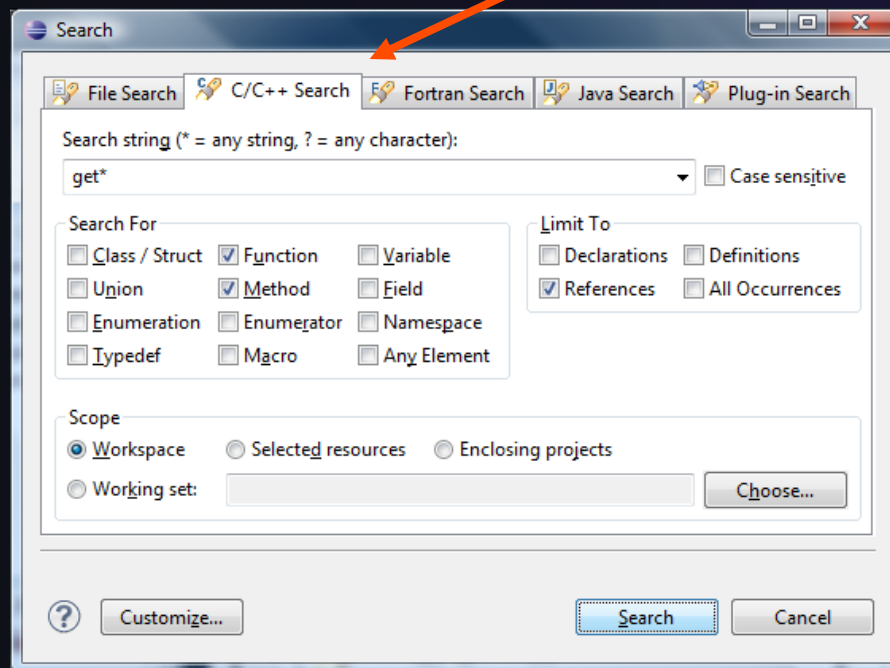 Search
File Search C/C++ Search Fortran Search Java Search Plug-in Search
Search string (* = any string, ? = any character):
get* Case sensitive
Search For Limit To
Class / Struct Function Variable Declarations Definitions
Union Method Field References All Occurrences
Enumeration Enumerator Namespace
Typedef Macro Any Element
Scope
Workspace Selected resources Enclosing projects
Working set: Choose...
? Customize... Search Cancel